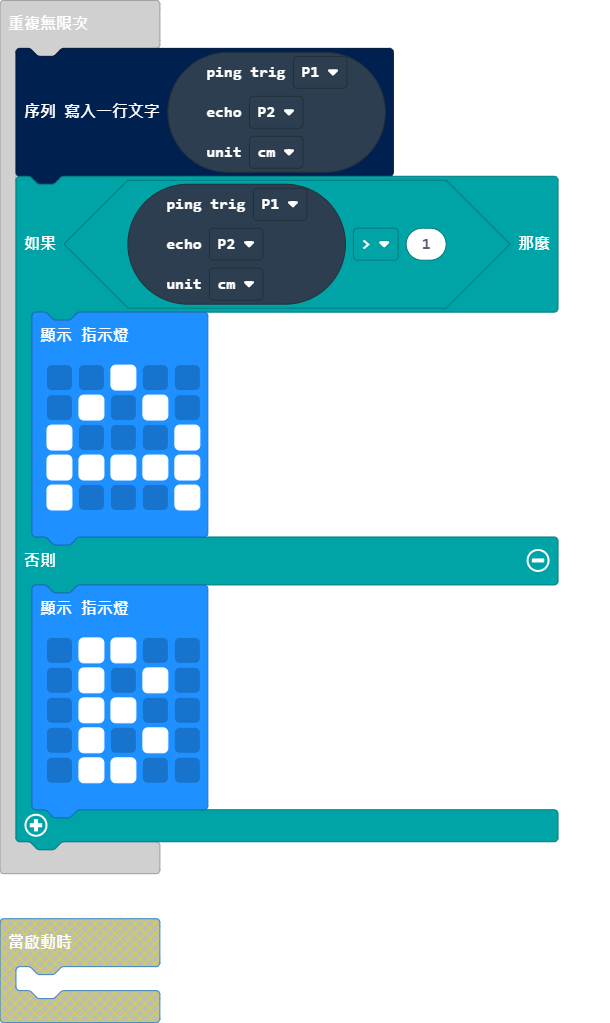 重複無限次
ping trig P1
序列 寫入一行文字 echo P2
unit cm
ping trig P1
如果 echo P2 > 1 那麼
unit cm
顯示 指示燈
否則
顯示 指示燈
當啟動時